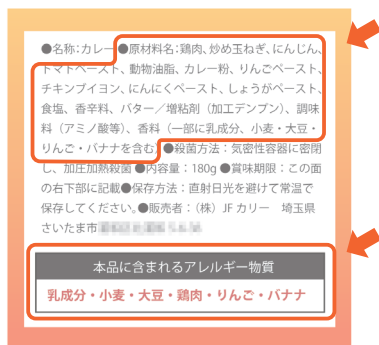 ●名称：カレー ●原材料名：鶏肉、炒め玉ねぎ、にんじん、
トマトペースト、動物油脂、カレー粉、りんごペースト、
チキンブイヨン、にんにくペースト、しょうがペースト、
食塩、香辛料、バター／増粘剤（加工デンプン）、調味
料（アミノ酸等）、香料（一部に乳成分、小麦・大豆・
りんご・バナナを含む）●殺菌方法：気密性容器に密閉
し、加圧加熱殺菌 ●内容量：180g ●賞味期限：この面
の右下部に記載●保存方法：直射日光を避けて常温で
保存してください。●販売者：（株）JFカリー　埼玉県
さいたま市
本品に含まれるアレルギー物質
乳成分・小麦・大豆・鶏肉・りんご・バナナ